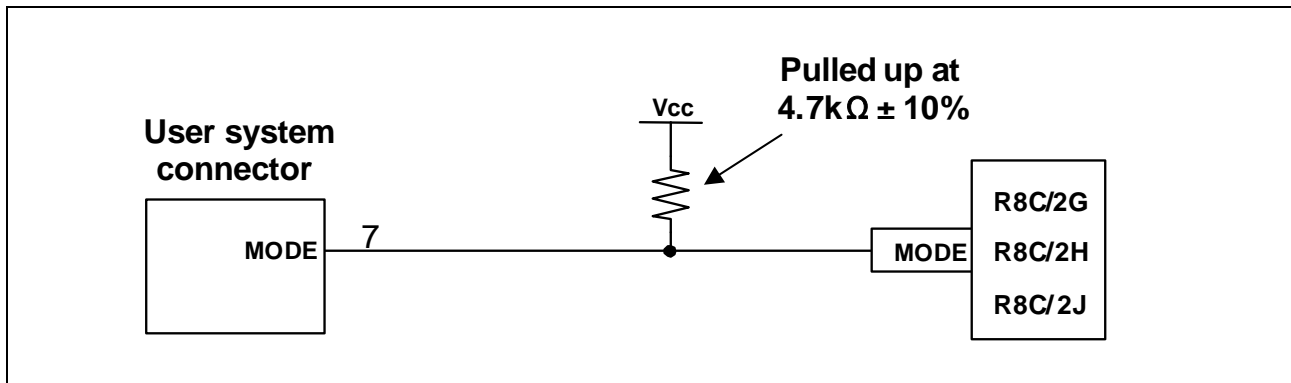 Pulled up at
4.7kΩ ± 10%
Vcc
User system
connector
MODE
7
MODE
R8C/2G
R8C/2H
R8C/2J